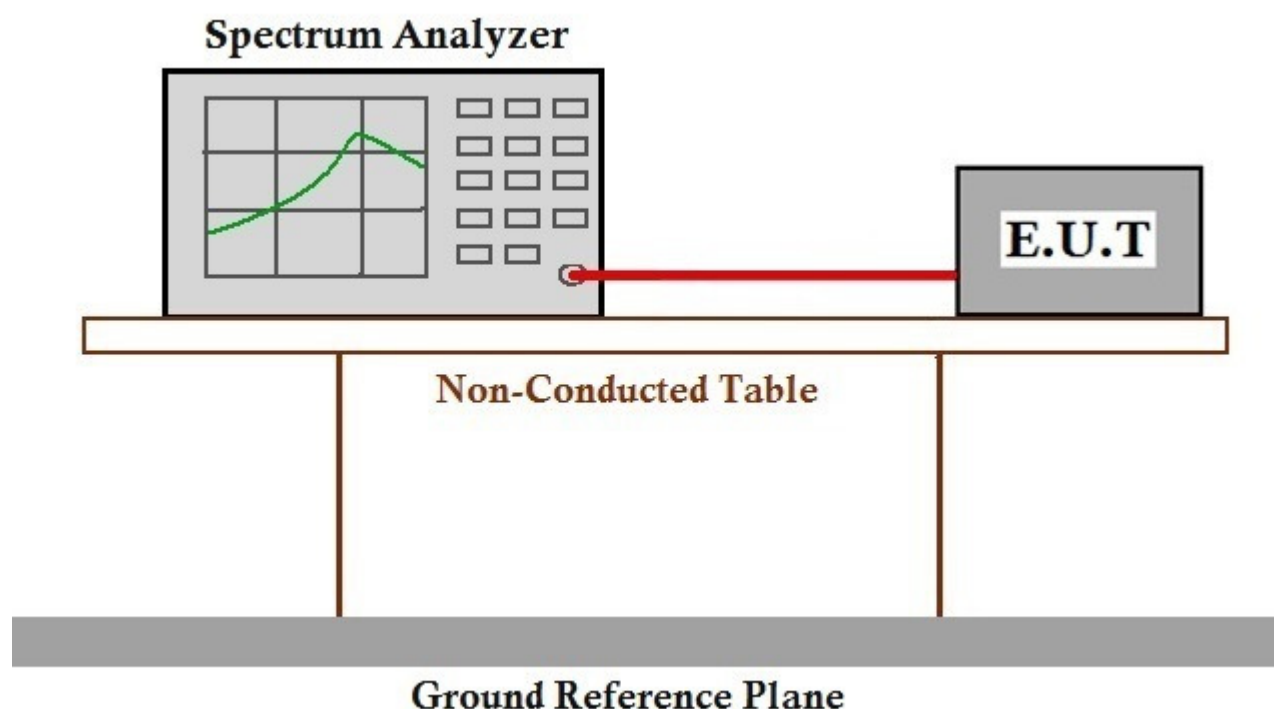 Spectrum Analyzer
E.U.T
Non-Conducted Table
Ground Reference Plane